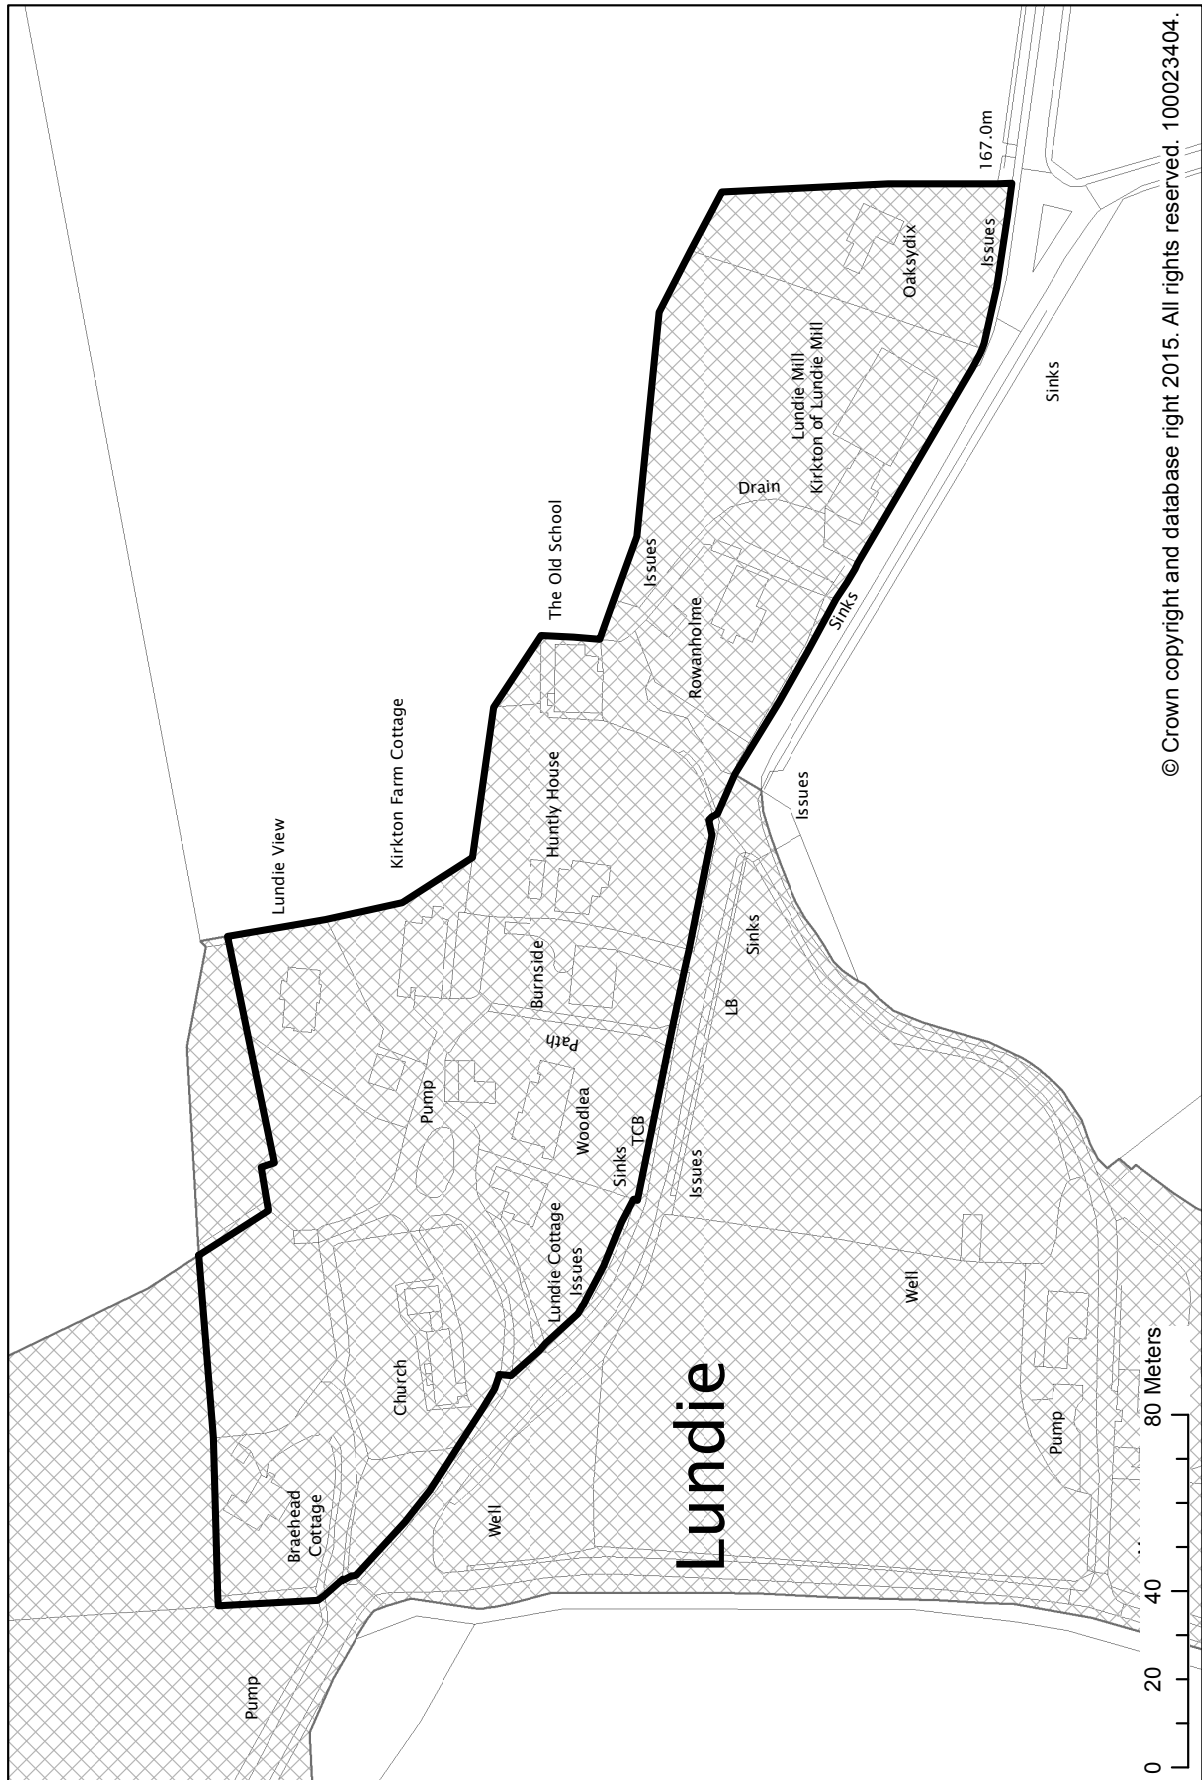 Lundie View
Kirkton Farm Cottage
The Old School
Huntly House
Burnside
Path
Pump
Woodlea
Sinks
TCB
Issues
Lundie Cottage
Issues
Church
Braehead
Cottage
Pump
Well
Lundie
Issues
Rowanholme
Drain
Lundie Mill
Kirkton of Lundie Mill
Oaksydix
Issues
167.0m
Sinks
Sinks
Issues
Sinks
LB
Well
Pump
0 20 40 80 Meters
© Crown copyright and database right 2015. All rights reserved. 100023404.